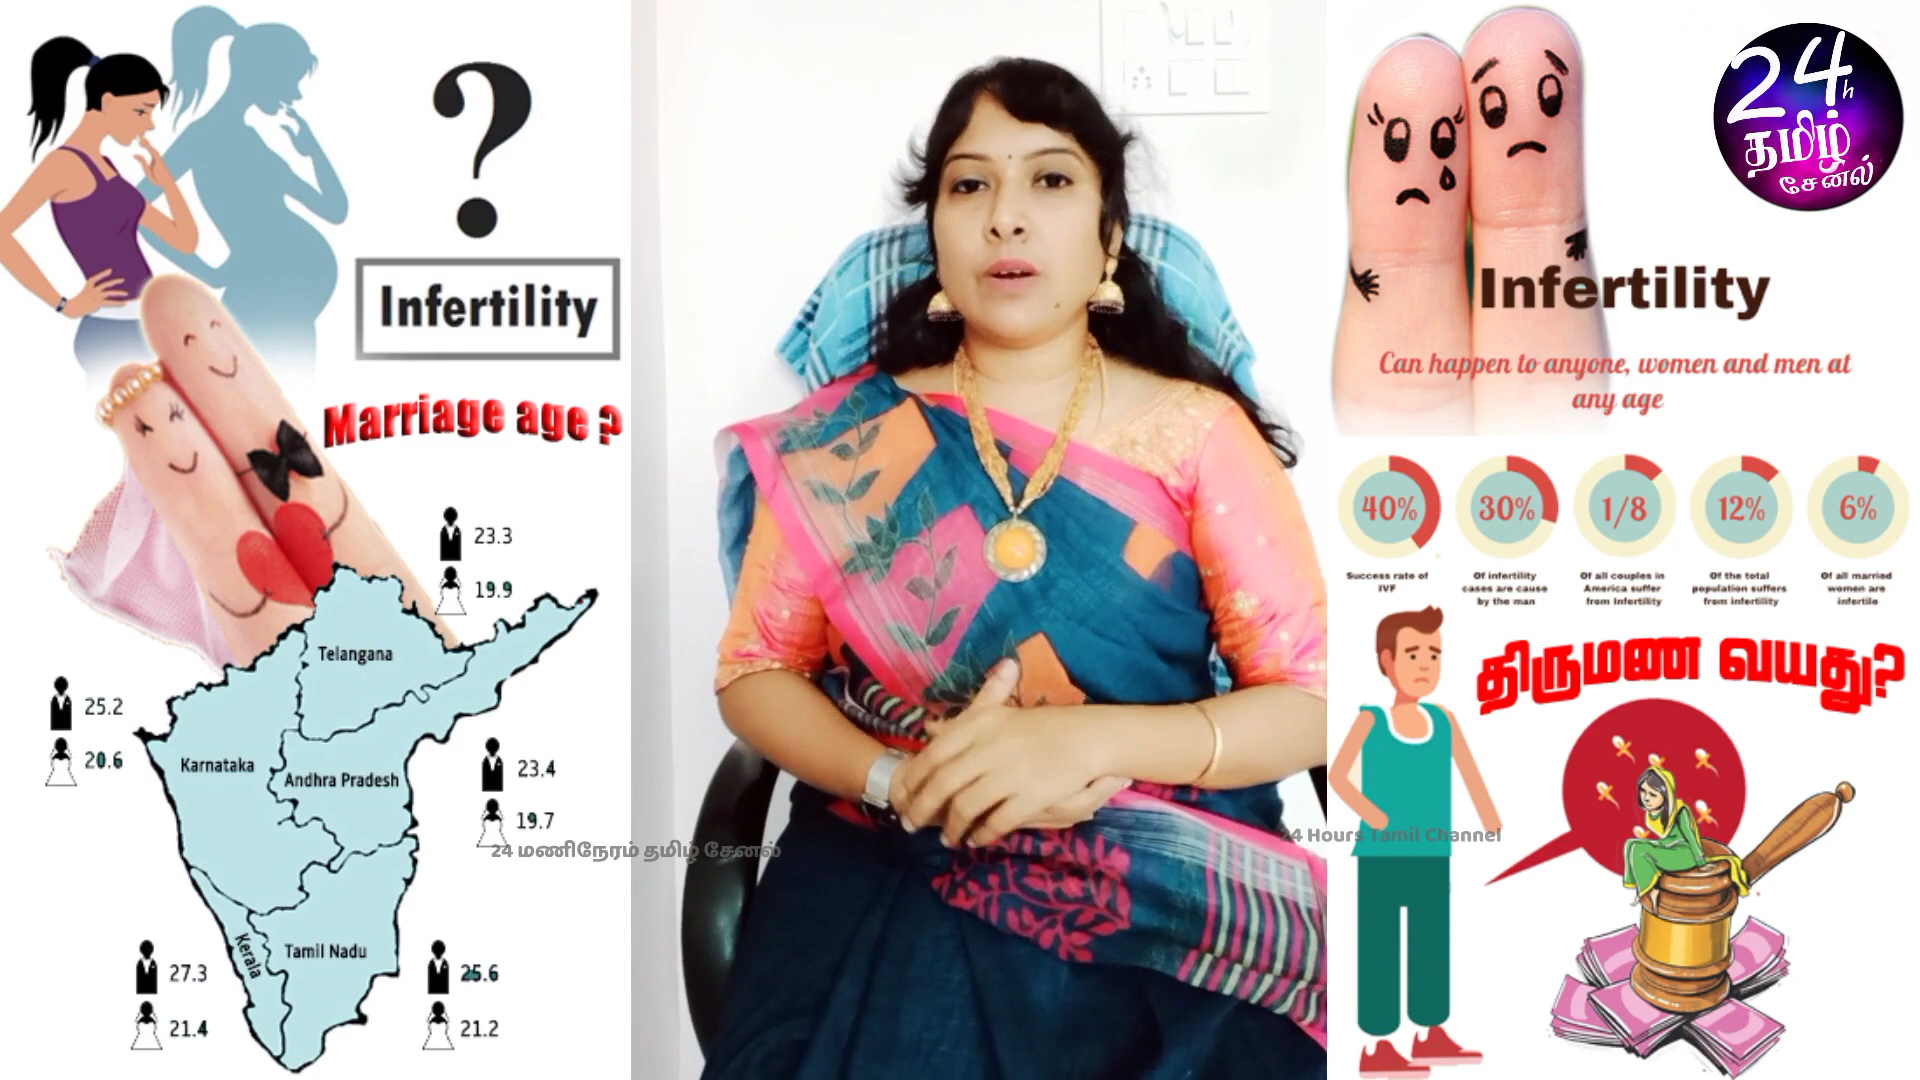 ?
Infertility
Marriage age ?
23.3
19.9
Telangana
25.2
20.6
Karnataka
Andhra Pradesh
23.4
19.7
Kerala
Tamil Nadu
27.3
21.4
25.6
21.2
24 மணிநேரம் தமிழ் சேனல்
24h
தமிழ்
சேனல்
Infertility
Can happen to anyone, women and men at
any age
40%
Success rate of
IVF
30%
Of infertility
cases are cause
by the man
1/8
Of all couples in
America suffer
from Infertility
12%
Of the total
population suffers
from infertility
6%
Of all married
women are
infertile
திருமண வயது?
24 Hours Tamil Channel